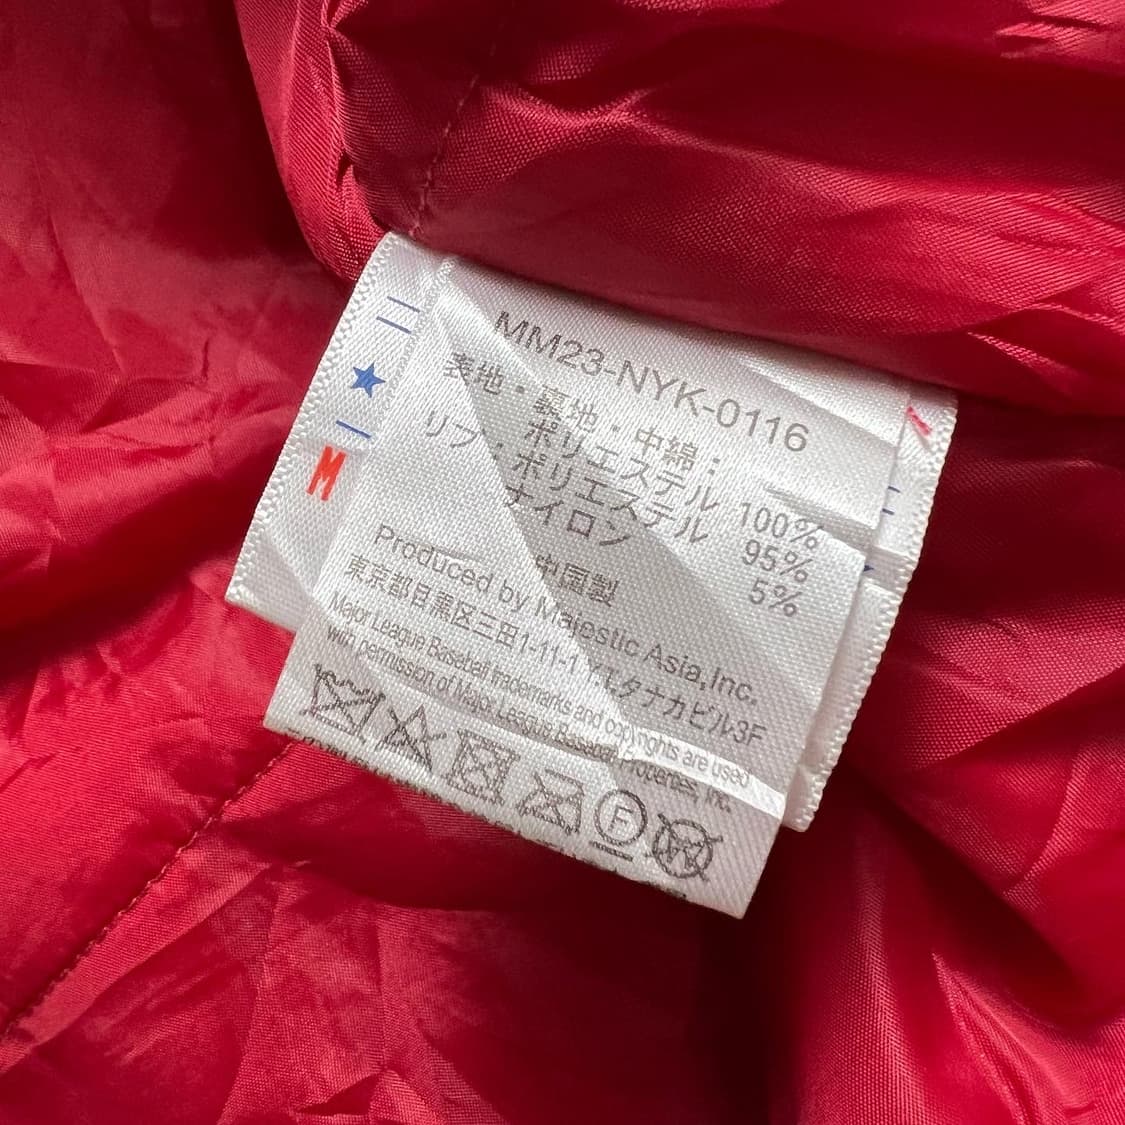 MM23-NYK-0116
表地・裏地・中綿:
ポリエステル 100%
リブ:ポリエステル 95%
ナイロン 5%
中国製
Produced by Majestic Asia,Inc.
東京都目黒区三田1-11-1 タナカビル3F
Major League Baseball trademarks and copyrights are used
with permission of Major League Baseball Properties, Inc.
M
F